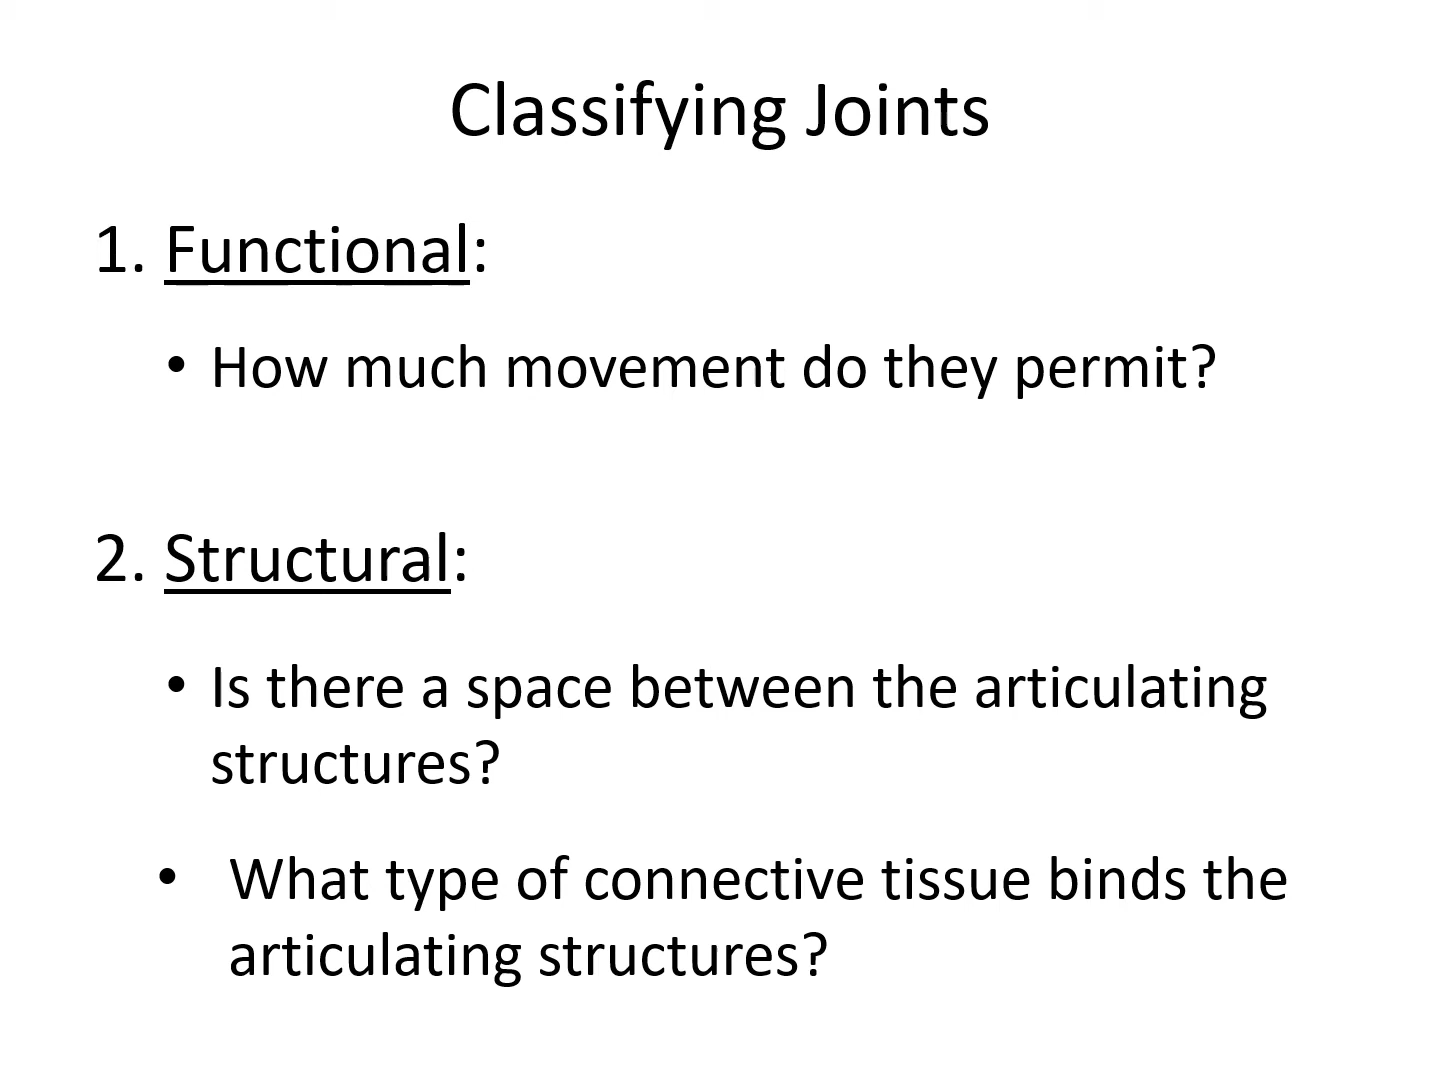 Classifying Joints
1. Functional:
• How much movement do they permit?
2. Structural:
• Is there a space between the articulating
structures?
• What type of connective tissue binds the
articulating structures?